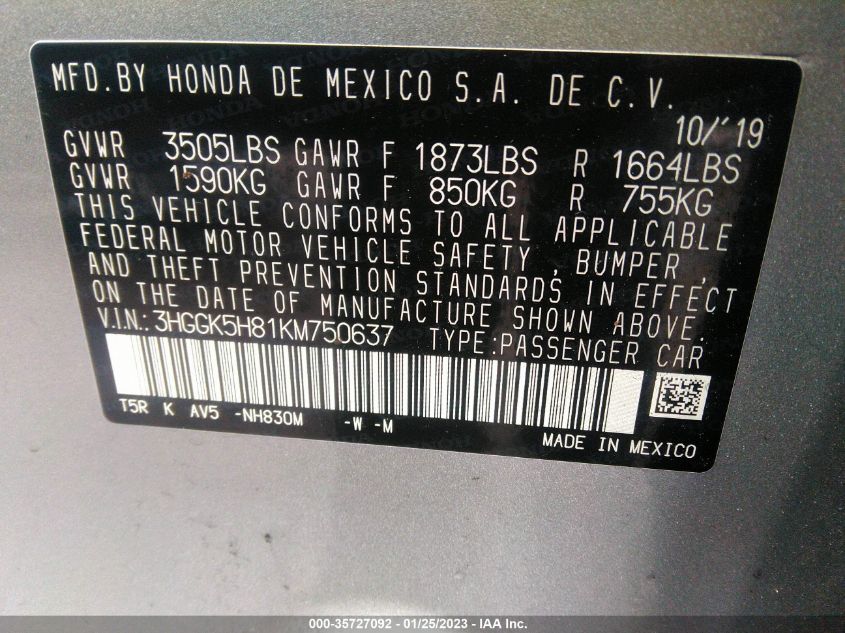 MFD.BY HONDA DE MEXICO S.A. DE C.V.
10/'19
GVWR 3505LBS GAWR F 1873LBS R 1664LBS
GVWR 1590KG GAWR F 850KG R 755KG
THIS VEHICLE CONFORMS TO ALL APPLICABLE
FEDERAL MOTOR VEHICLE SAFETY , BUMPER ,
AND THEFT PREVENTION STANDARDS IN EFFECT
ON THE DATE OF MANUFACTURE SHOWN ABOVE.
V.I.N.:3HGGK5H81KM750637 TYPE:PASSENGER CAR
T5R K AV5 -NH830M -W -M
MADE IN MEXICO
000-35727092 - 01/25/2023 - IAA Inc.